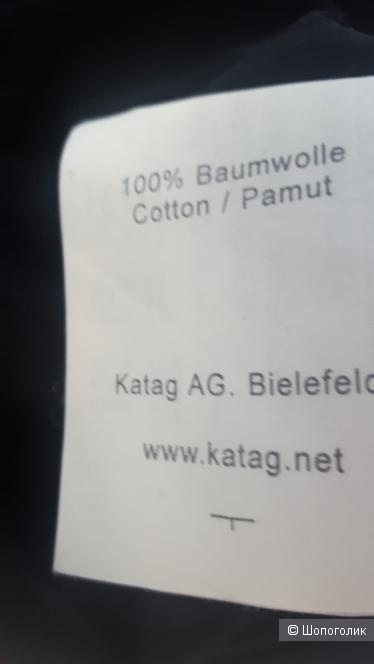 100% Baumwolle
Cotton / Pamut
Katag AG. Bielefeld
www.katag.net
© Шопоголик